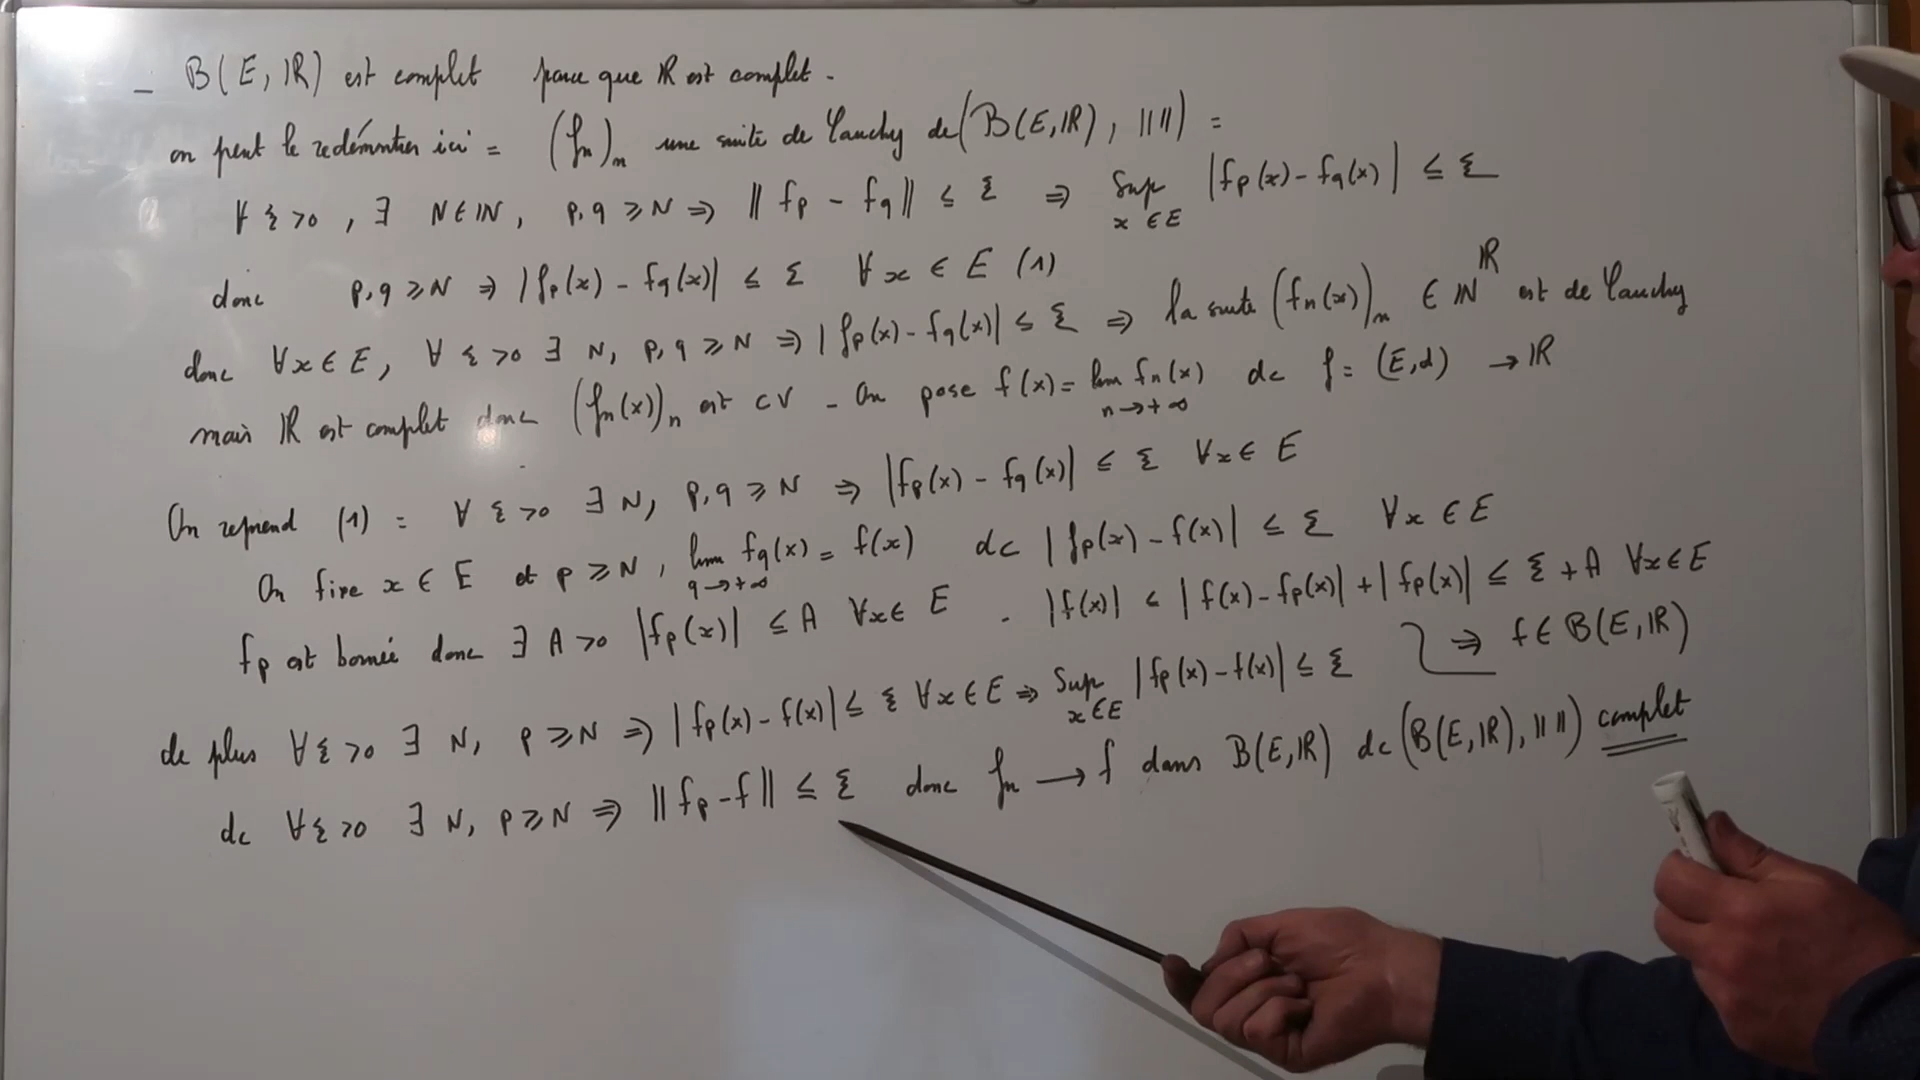 _ B(E, ℝ) est complet parce que ℝ est complet.
on peut le redémontrer ici = (fn)n une suite de Cauchy de (B(E,ℝ), || ||) =
∀ ε >0, ∃ N∈ℕ, p,q ≥ N ⇒ || fp - fq || ≤ ε ⇒ Sup x∈E |fp(x) - fq(x)| ≤ ε
donc p,q ≥ N ⇒ |fp(x) - fq(x)| ≤ ε ∀x ∈ E (1)
donc ∀x ∈ E, ∀ ε >0 ∃ N, p,q ≥ N ⇒ |fp(x) - fq(x)| ≤ ε ⇒ la suite (fn(x))n ∈ ℕ^ℝ est de Cauchy
mais ℝ est complet donc (fn(x))n est CV - On pose f(x) = lim n→+∞ fn(x) dc f = (E,d) → ℝ
On reprend (1) = ∀ ε >0 ∃ N, p,q ≥ N ⇒ |fp(x) - fq(x)| ≤ ε ∀x ∈ E
On fixe x ∈ E et p ≥ N, lim q→+∞ fq(x) = f(x) dc |fp(x) - f(x)| ≤ ε ∀x ∈ E
fp est bornée donc ∃ A >0 |fp(x)| ≤ A ∀x∈ E . |f(x)| ≤ |f(x) - fp(x)| + |fp(x)| ≤ ε + A ∀x∈E
⇒ f ∈ B(E,ℝ)
de plus ∀ε >0 ∃ N, p ≥ N ⇒ |fp(x) - f(x)| ≤ ε ∀x∈E ⇒ Sup x∈E |fp(x) - f(x)| ≤ ε
dc ∀ε >0 ∃ N, p ≥ N ⇒ || fp - f || ≤ ε donc fn → f dans B(E,ℝ) dc (B(E,ℝ), || ||) complet